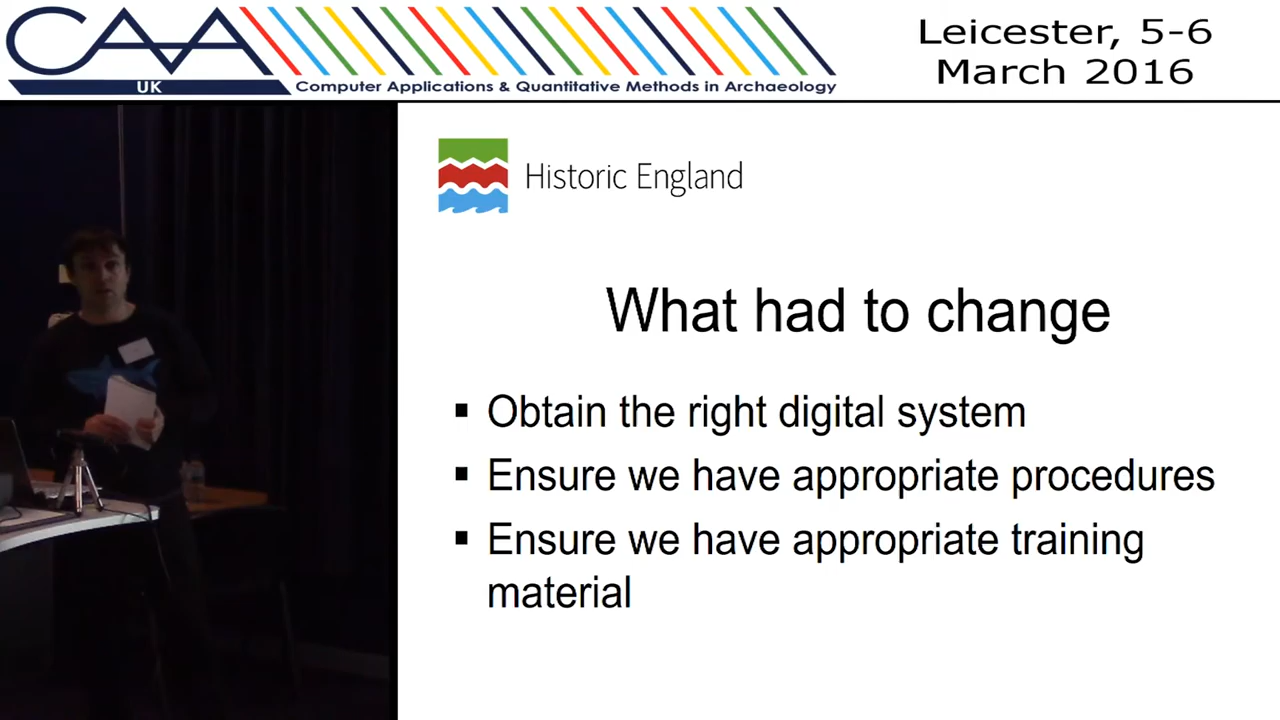 CAA
UK
Computer Applications & Quantitative Methods in Archaeology
Leicester, 5-6
March 2016
Historic England
What had to change
▪ Obtain the right digital system
▪ Ensure we have appropriate procedures
▪ Ensure we have appropriate training
material